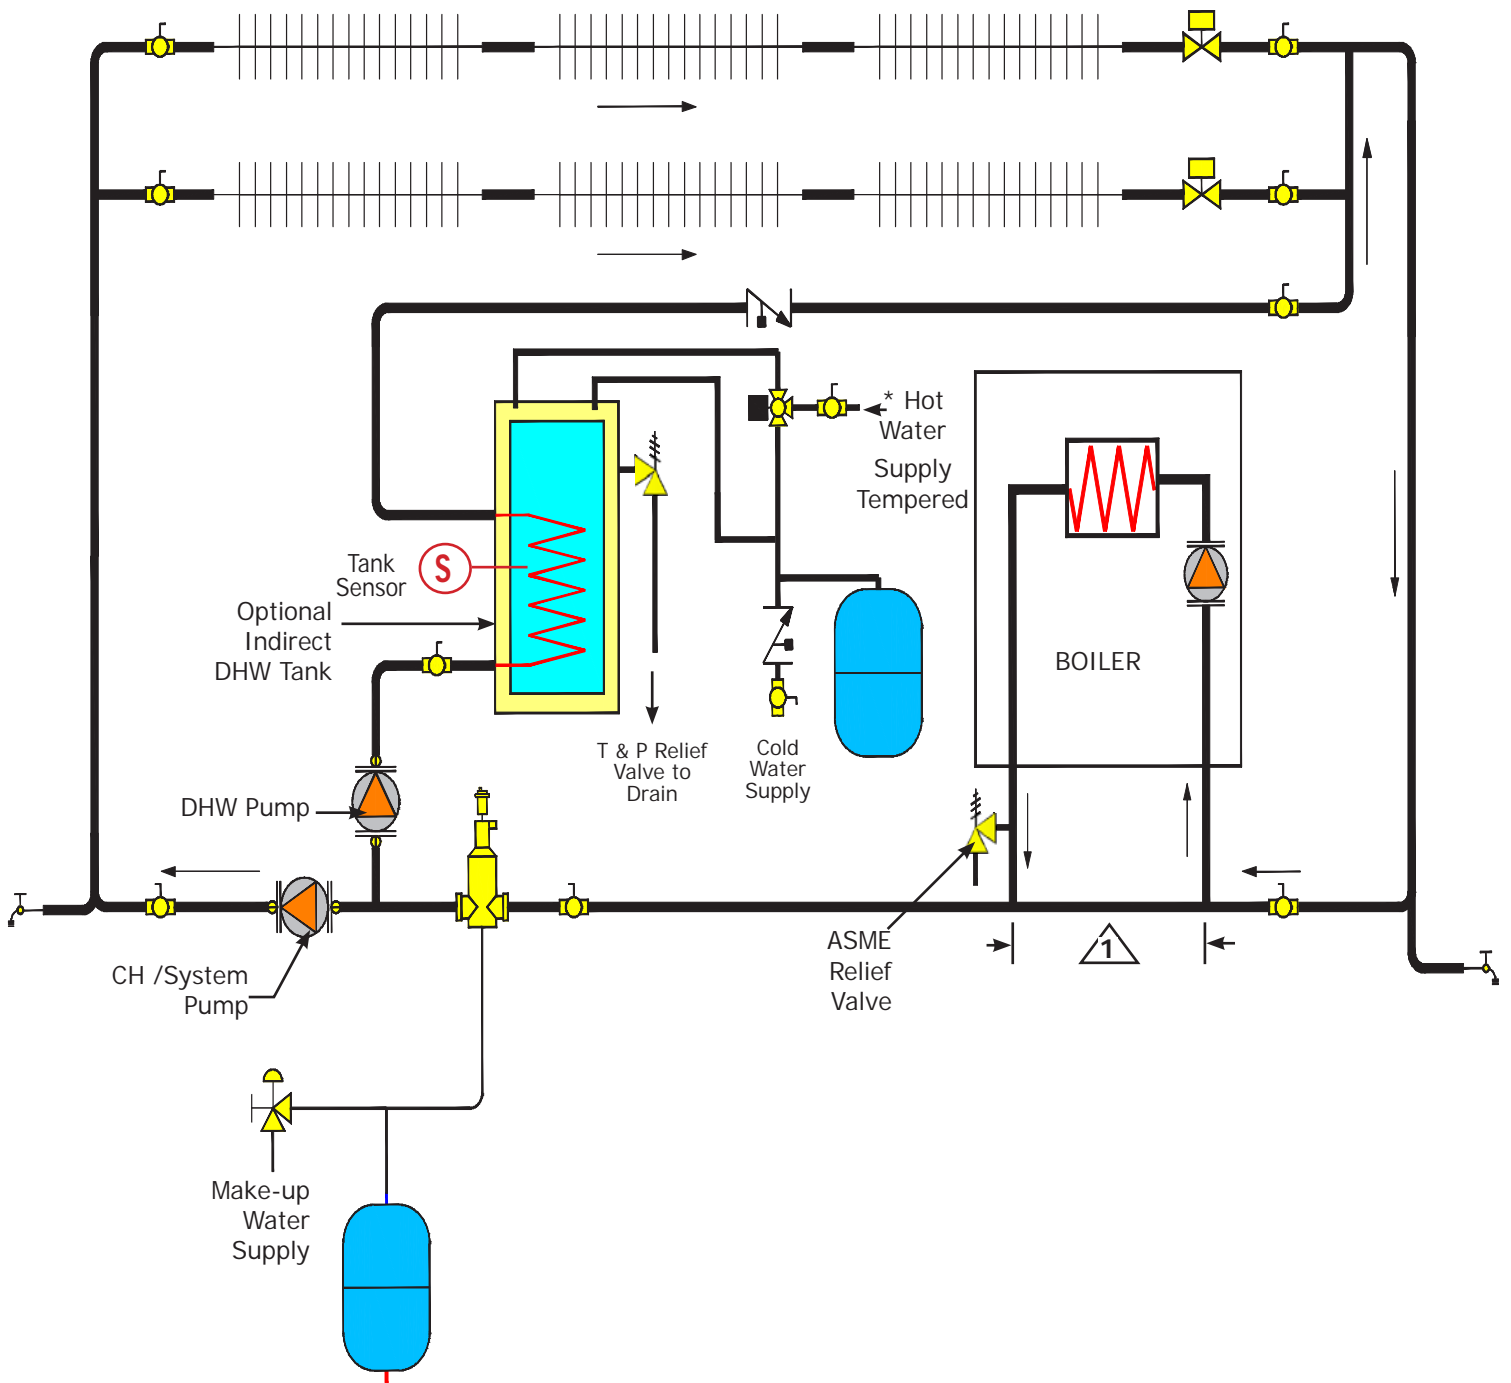 * Hot
Water
Supply
Tempered
Tank
Sensor
S
Optional
Indirect
DHW Tank
BOILER
T & P Relief
Valve to
Drain
Cold
Water
Supply
DHW Pump
CH /System
Pump
ASME
Relief
Valve
1
Make-up
Water
Supply